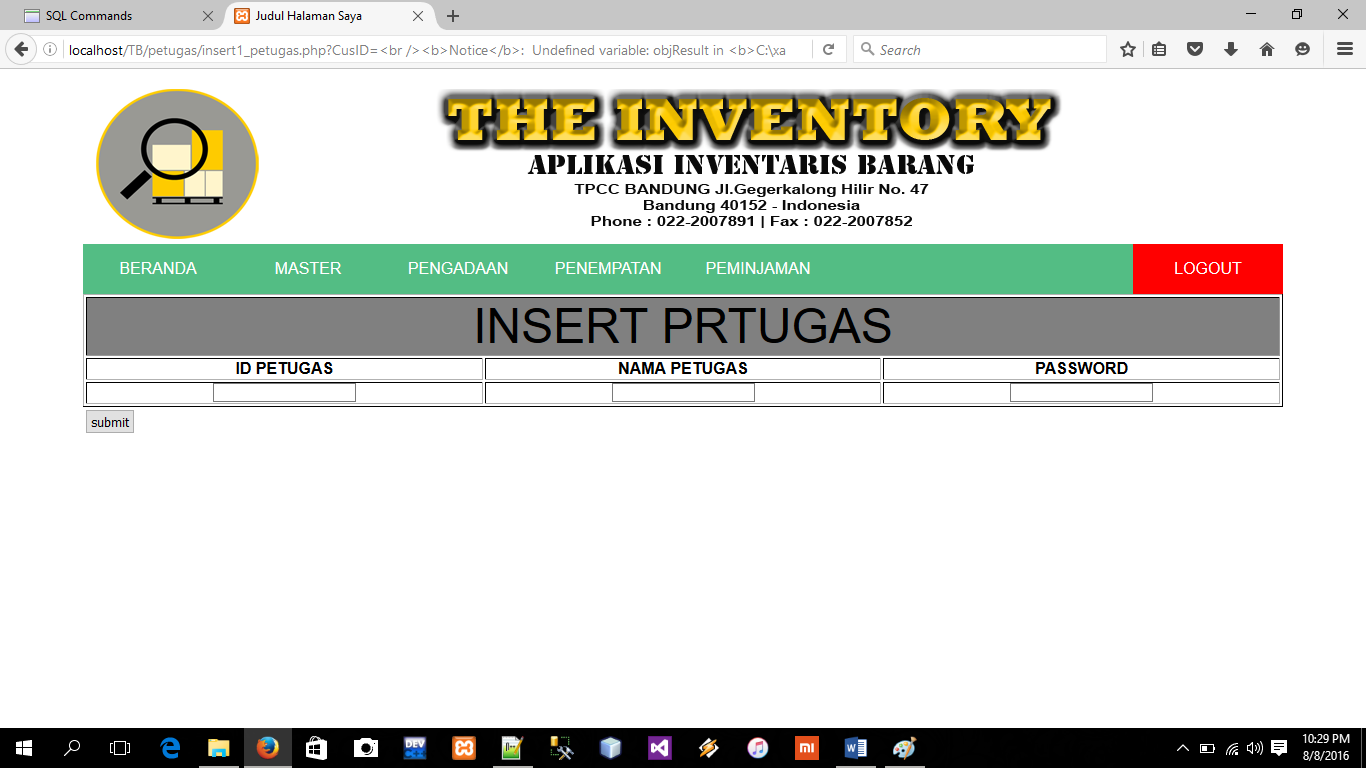 SQL Commands
Judul Halaman Saya
localhost/TB/petugas/insert1_petugas.php?CusID=<br /><b>Notice</b>: Undefined variable: objResult in <b>C:\xa
Search
THE INVENTORY
APLIKASI INVENTARIS BARANG
TPCC BANDUNG Jl.Gegerkalong Hilir No. 47
Bandung 40152 - Indonesia
Phone : 022-2007891 | Fax : 022-2007852
BERANDA MASTER PENGADAAN PENEMPATAN PEMINJAMAN LOGOUT
INSERT PRTUGAS
ID PETUGAS NAMA PETUGAS PASSWORD
submit
DEV
10:29 PM
8/8/2016